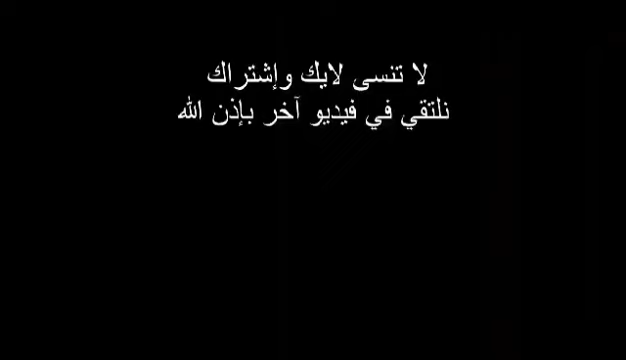 لا تنسى لايك وإشتراك
نلتقي في فيديو آخر بإذن الله